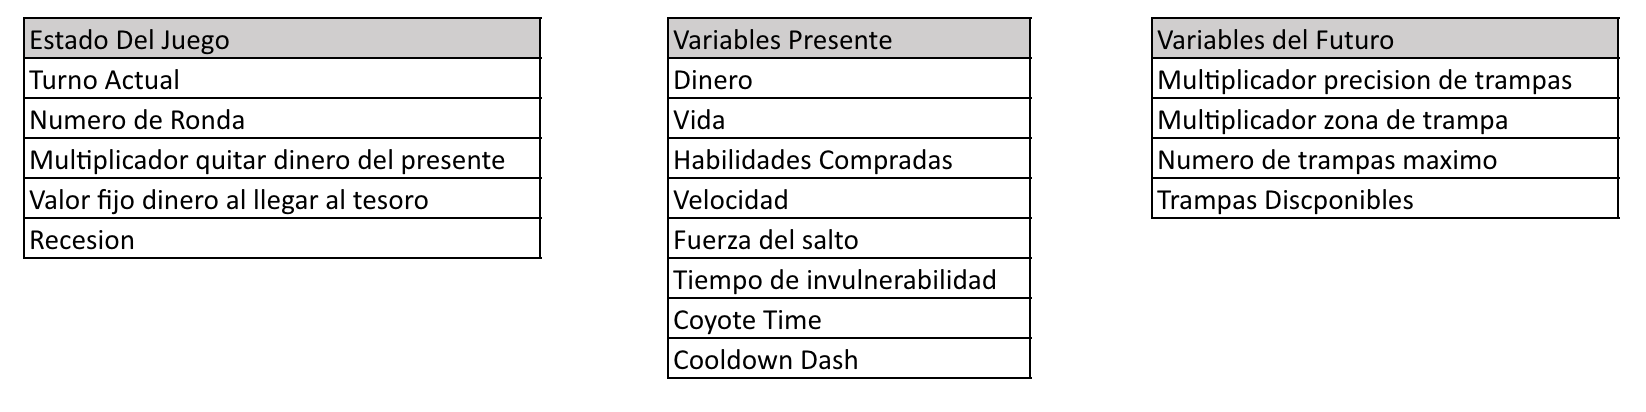 Estado Del Juego
Turno Actual
Numero de Ronda
Multiplicador quitar dinero del presente
Valor fijo dinero al llegar al tesoro
Recesion
Variables Presente
Dinero
Vida
Habilidades Compradas
Velocidad
Fuerza del salto
Tiempo de invulnerabilidad
Coyote Time
Cooldown Dash
Variables del Futuro
Multiplicador precision de trampas
Multiplicador zona de trampa
Numero de trampas maximo
Trampas Discponibles